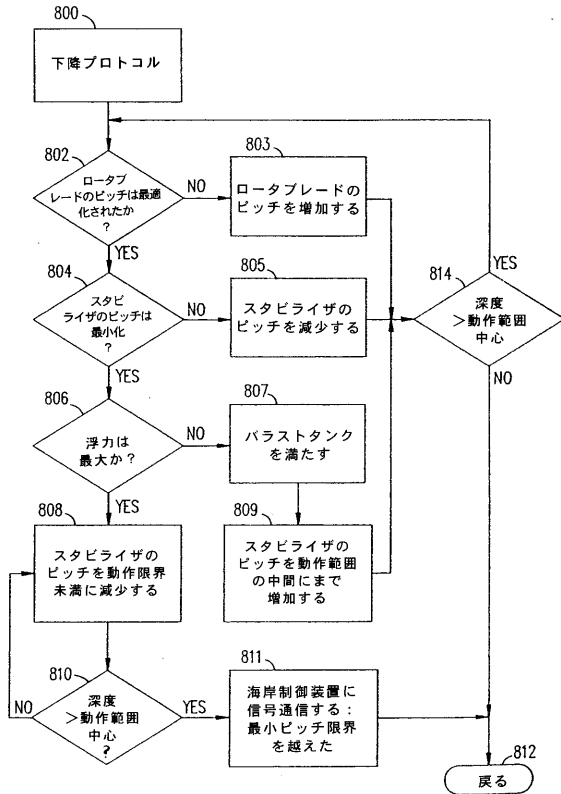 800
下降プロトコル
802
ロータブ
レードのピッチは最適
化されたか
?
NO
YES
803
ロータブレードの
ピッチを増加する
804
スタビ
ライザのピッチは
最小化
?
NO
YES
805
スタビライザの
ピッチを減少する
814
深度
>動作範囲
中心
YES
NO
806
浮力は
最大か?
NO
YES
807
バラストタンク
を満たす
808
スタビライザの
ピッチを動作限界
未満に減少する
809
スタビライザの
ピッチを動作範囲
の中間にまで
増加する
810
深度
>動作範囲
中心
?
NO
YES
811
海岸制御装置に
信号通信する:
最小ピッチ限界
を越えた
812
戻る